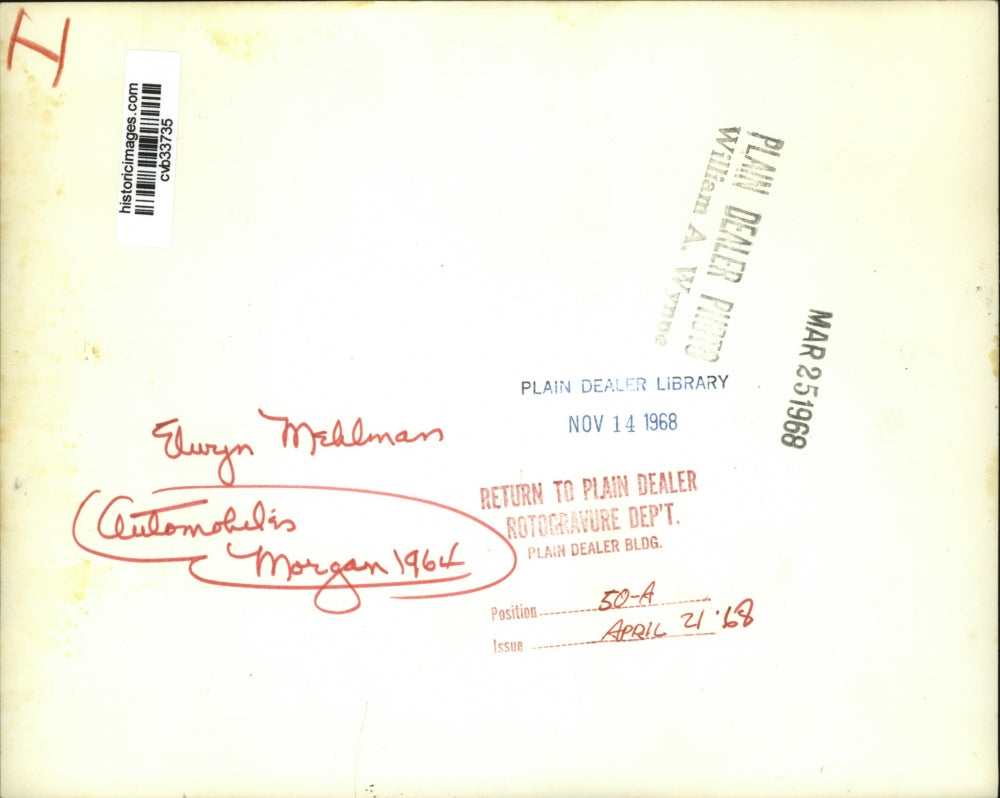 I
historicimages.com
cvb33735
PLAIN DEALER PHOTO
William A. Wynne
MAR 25 1968
PLAIN DEALER LIBRARY
NOV 14 1968
Elwyn Mehlman
Automobiles
Morgan 1964
RETURN TO PLAIN DEALER
ROTOGRAVURE DEP'T.
PLAIN DEALER BLDG.
Position 50-A
Issue APRIL 21 '68